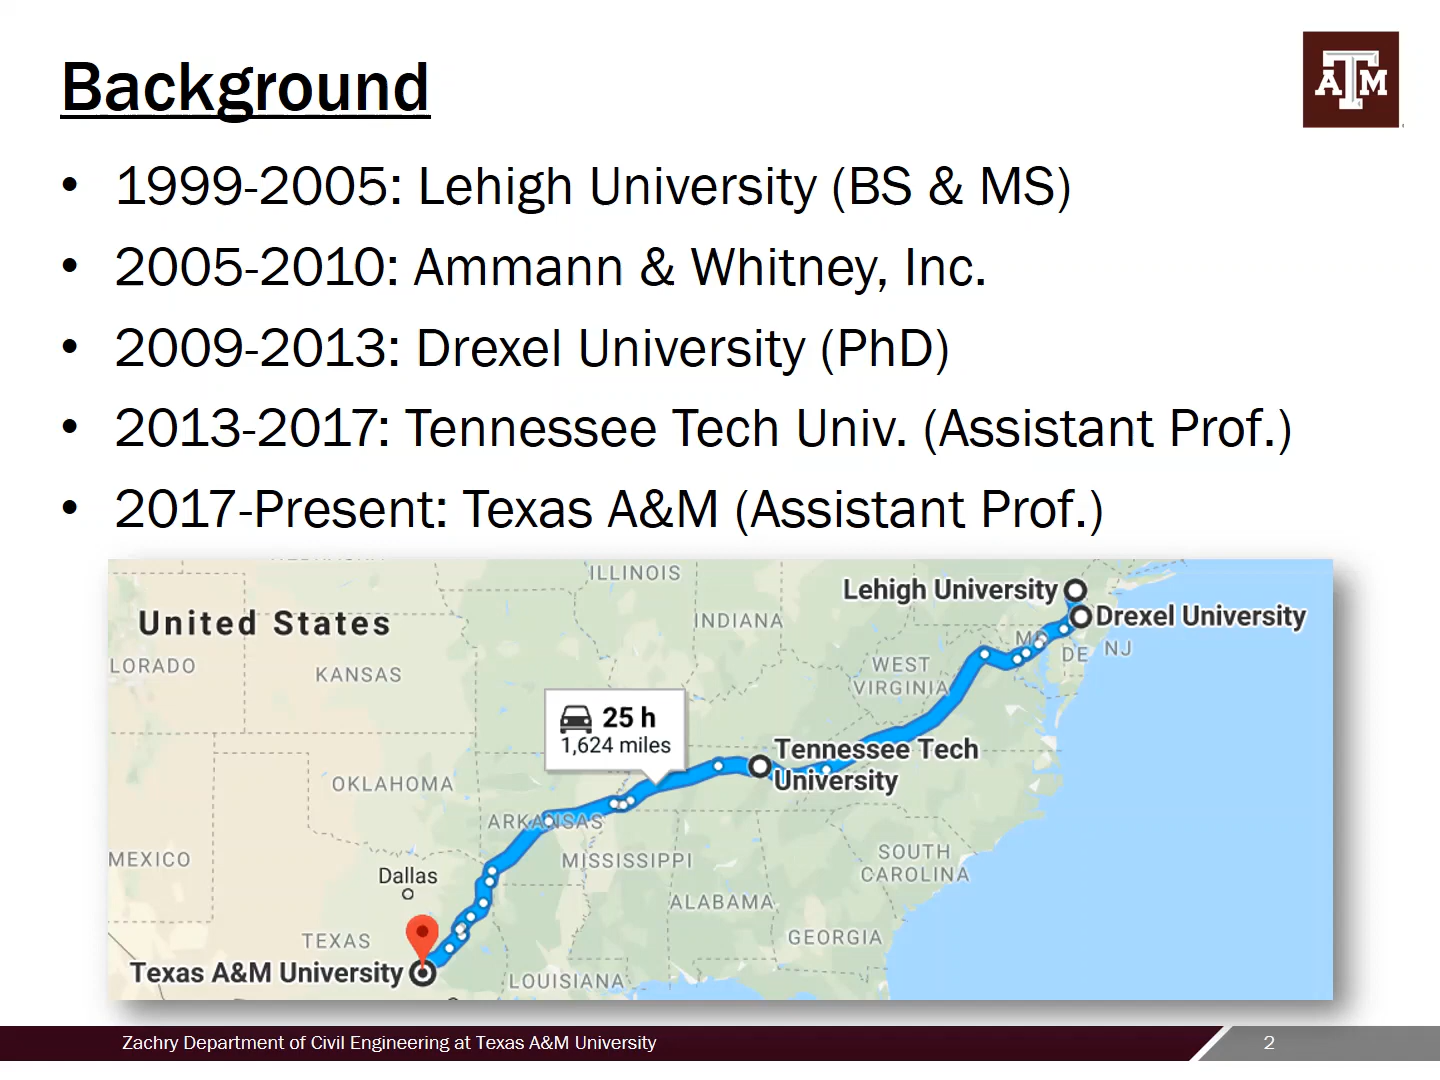 Background
ATM
• 1999-2005: Lehigh University (BS & MS)
• 2005-2010: Ammann & Whitney, Inc.
• 2009-2013: Drexel University (PhD)
• 2013-2017: Tennessee Tech Univ. (Assistant Prof.)
• 2017-Present: Texas A&M (Assistant Prof.)
ILLINOIS
Lehigh University
United States
INDIANA
Drexel University
MD
DE
NJ
LORADO
KANSAS
WEST
VIRGINIA
25 h
1,624 miles
Tennessee Tech
University
OKLAHOMA
ARKANSAS
MEXICO
MISSISSIPPI
SOUTH
CAROLINA
Dallas
ALABAMA
TEXAS
GEORGIA
Texas A&M University
LOUISIANA
Zachry Department of Civil Engineering at Texas A&M University
2